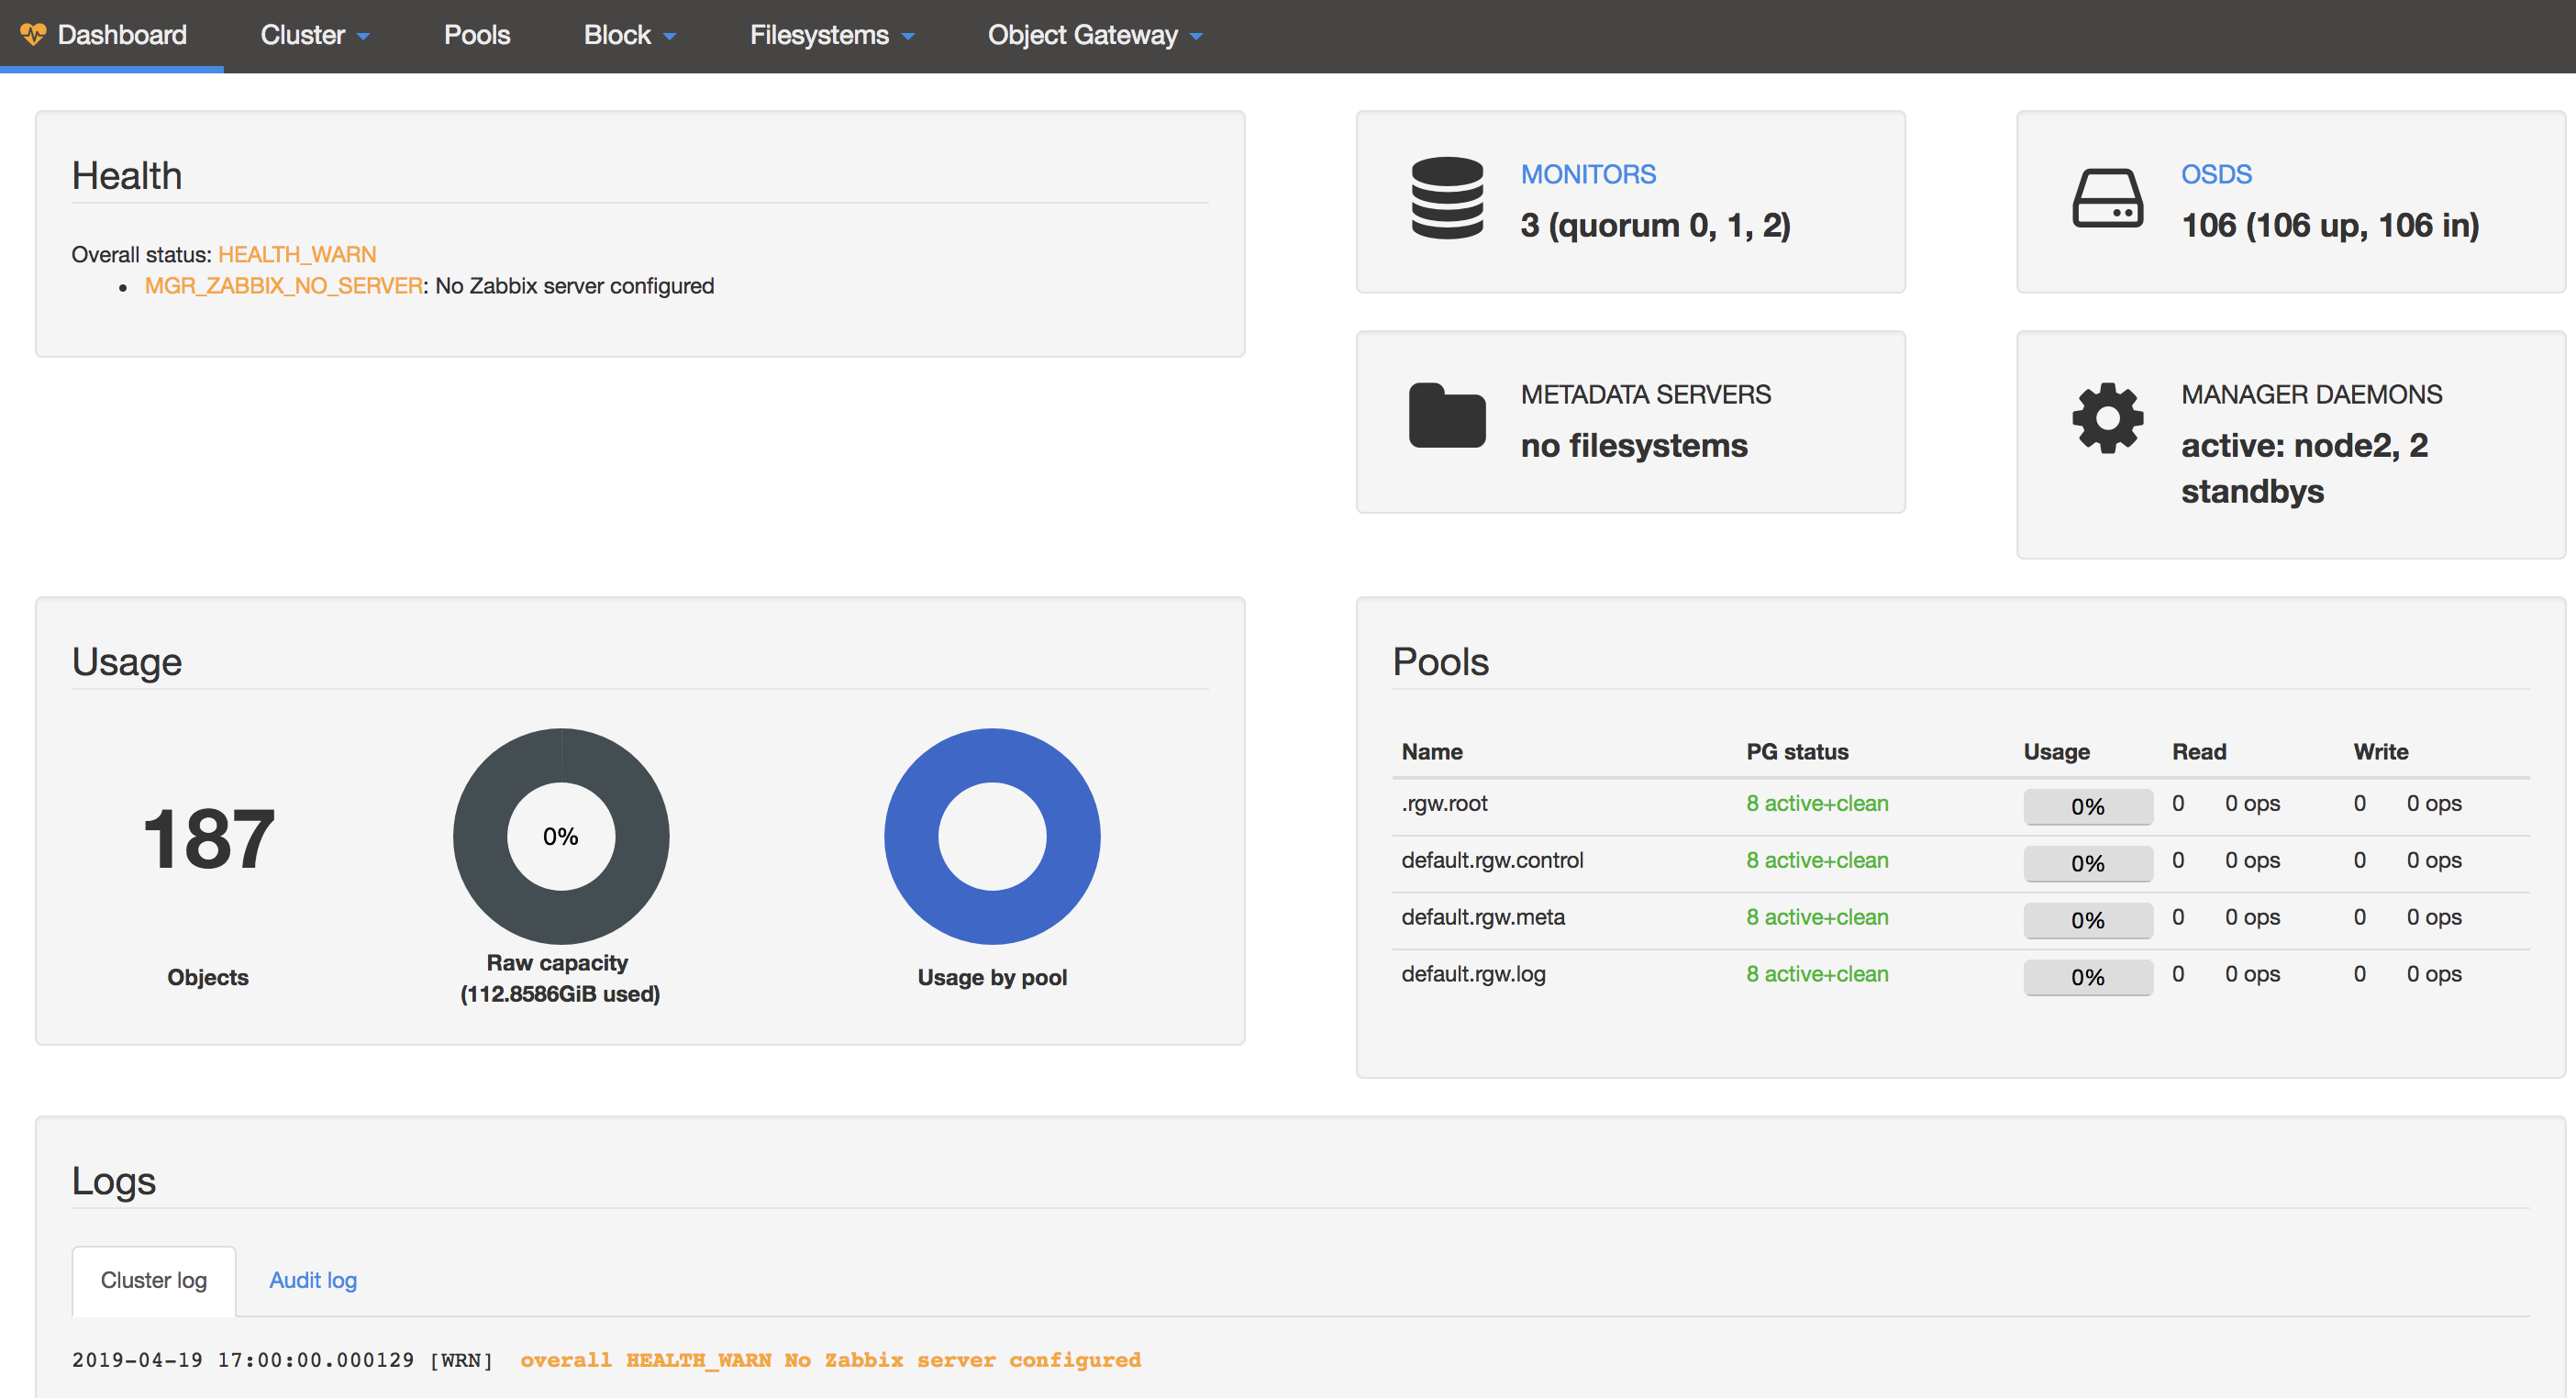 Dashboard Cluster Pools Block Filesystems Object Gateway
Health
Overall status: HEALTH_WARN
MGR_ZABBIX_NO_SERVER: No Zabbix server configured
MONITORS
3 (quorum 0, 1, 2)
OSDS
106 (106 up, 106 in)
METADATA SERVERS
no filesystems
MANAGER DAEMONS
active: node2, 2
standbys
Usage
187
Objects
0%
Raw capacity
(112.8586GiB used)
Usage by pool
Pools
Name PG status Usage Read Write
.rgw.root 8 active+clean 0% 0 0 ops 0 0 ops
default.rgw.control 8 active+clean 0% 0 0 ops 0 0 ops
default.rgw.meta 8 active+clean 0% 0 0 ops 0 0 ops
default.rgw.log 8 active+clean 0% 0 0 ops 0 0 ops
Logs
Cluster log Audit log
2019-04-19 17:00:00.000129 [WRN] overall HEALTH_WARN No Zabbix server configured